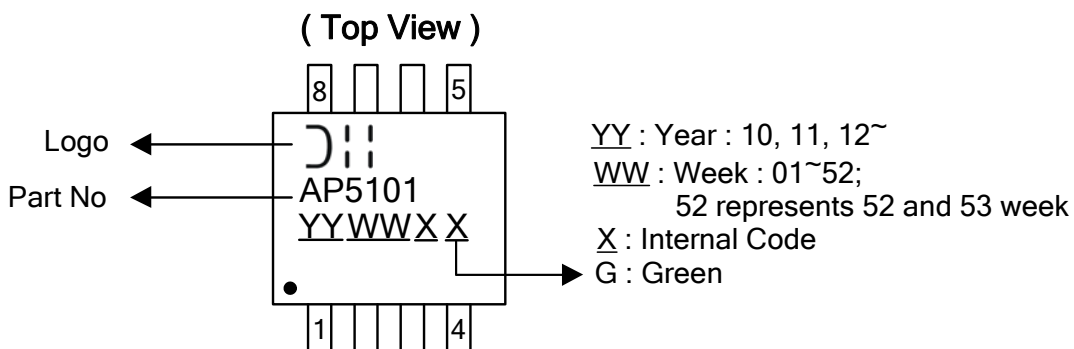 ( Top View )
8 5
Logo
Part No
AP5101
YYWWX X
1 4
YY : Year : 10, 11, 12~
WW : Week : 01~52;
52 represents 52 and 53 week
X : Internal Code
G : Green